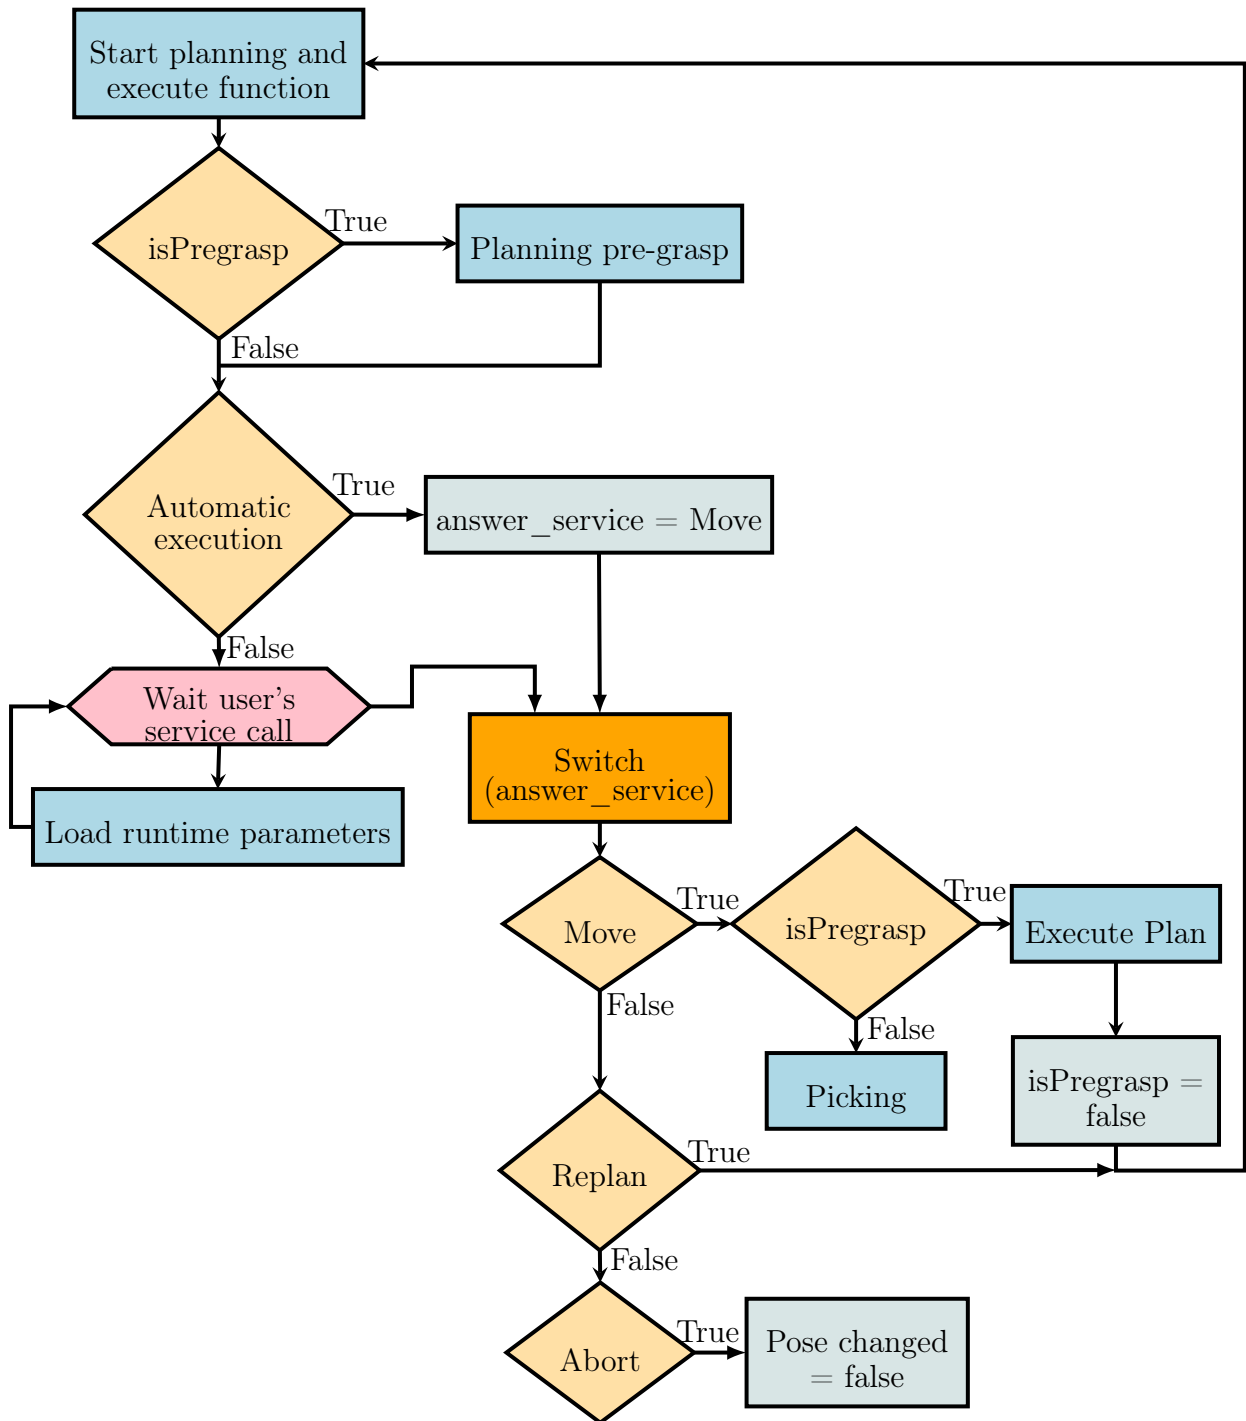 Start planning and
execute function
True
isPregrasp
Planning pre-grasp
False
True
Automatic
execution
answer_service = Move
False
Wait user's
service call
Switch
(answer_service)
Load runtime parameters
True
True
Move
isPregrasp
Execute Plan
False
False
Picking
isPregrasp =
false
True
Replan
False
True
Abort
Pose changed
= false